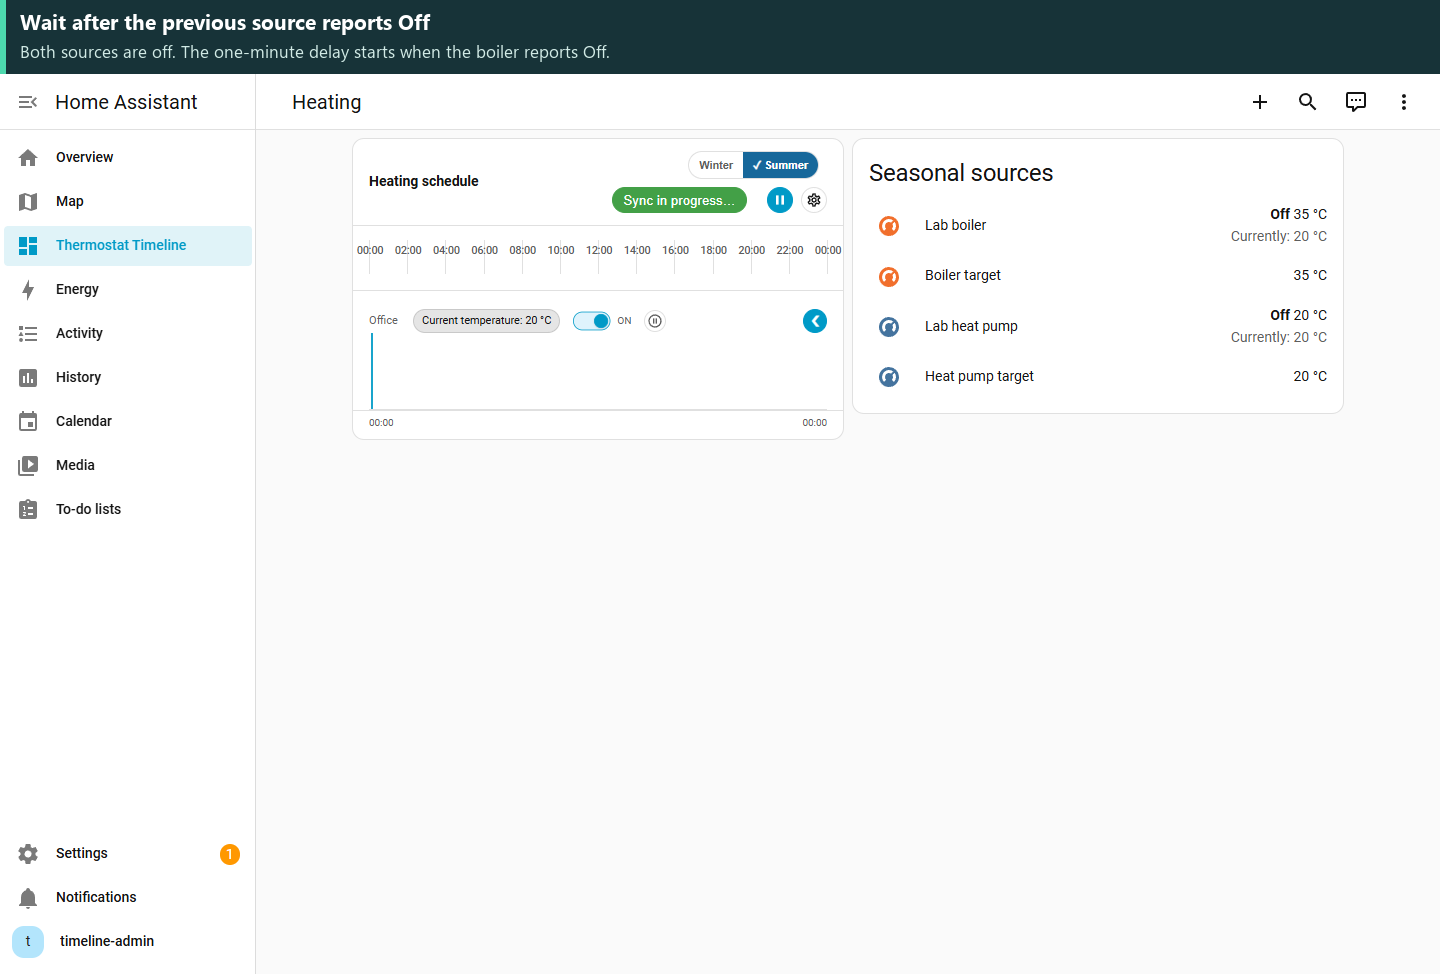 Wait after the previous source reports Off
Both sources are off. The one-minute delay starts when the boiler reports Off.
Home Assistant
Heating
Overview
Map
Thermostat Timeline
Energy
Activity
History
Calendar
Media
To-do lists
Settings
1
Notifications
t
timeline-admin
Heating schedule
Winter
✓ Summer
Sync in progress...
00:00 02:00 04:00 06:00 08:00 10:00 12:00 14:00 16:00 18:00 20:00 22:00 00:00
Office
Current temperature: 20 °C
ON
00:00
00:00
Seasonal sources
Lab boiler
Off 35 °C
Currently: 20 °C
Boiler target
35 °C
Lab heat pump
Off 20 °C
Currently: 20 °C
Heat pump target
20 °C